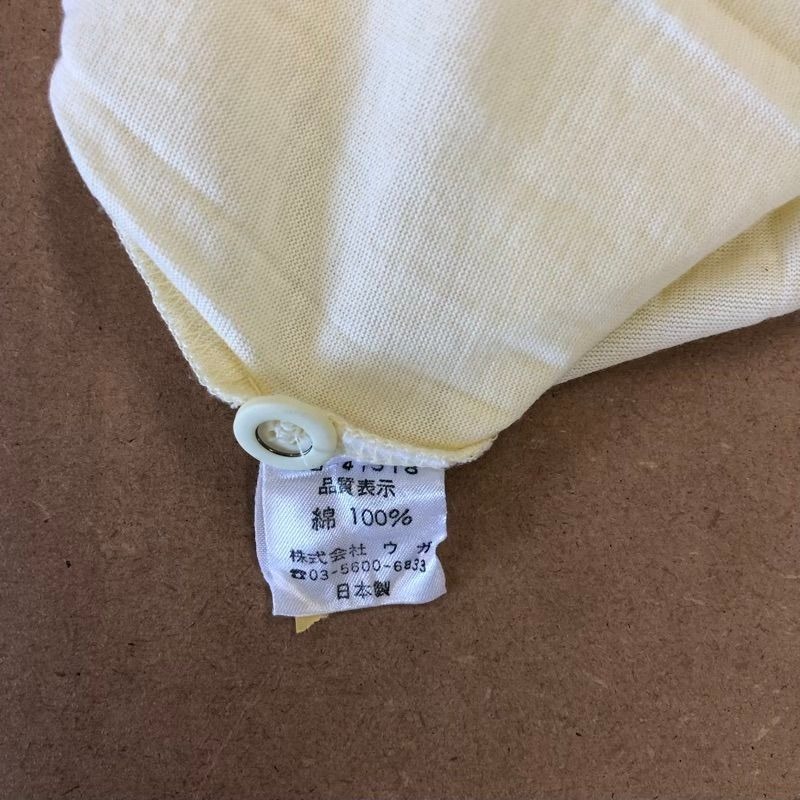 品質表示
綿 100%
株式会社 ウガ
☎03-5600-6833
日本製